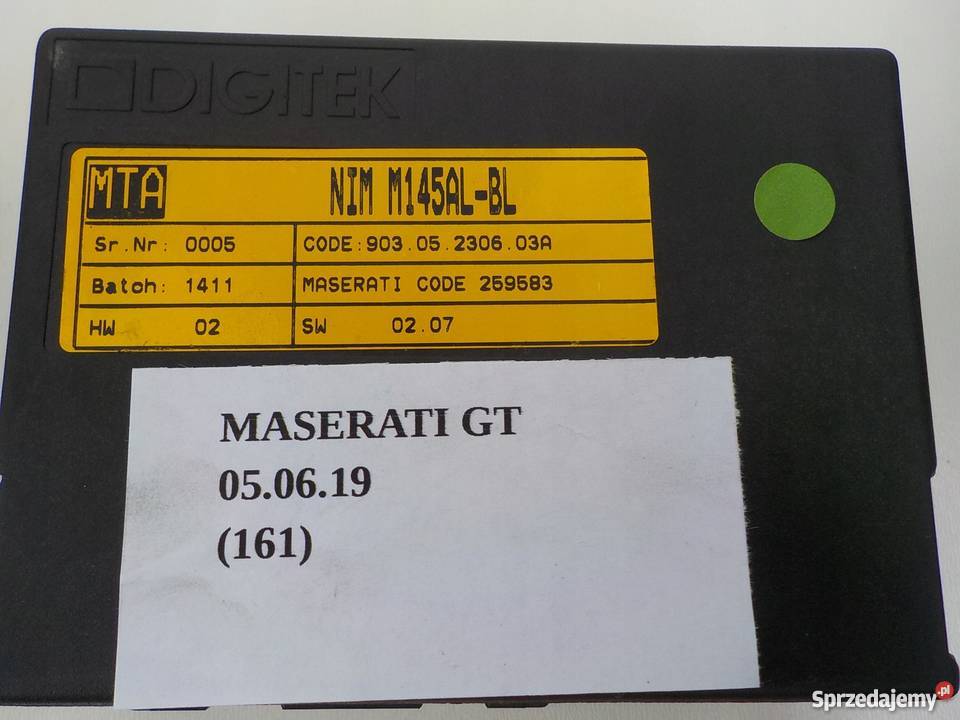 DIGITEK
MTA NIM M145AL-BL
Sr.Nr: 0005 CODE:903.05.2306.03A
Batch: 1411 MASERATI CODE 259583
HW 02 SW 02.07
MASERATI GT
05.06.19
(161)
Sprzedajemy.pl